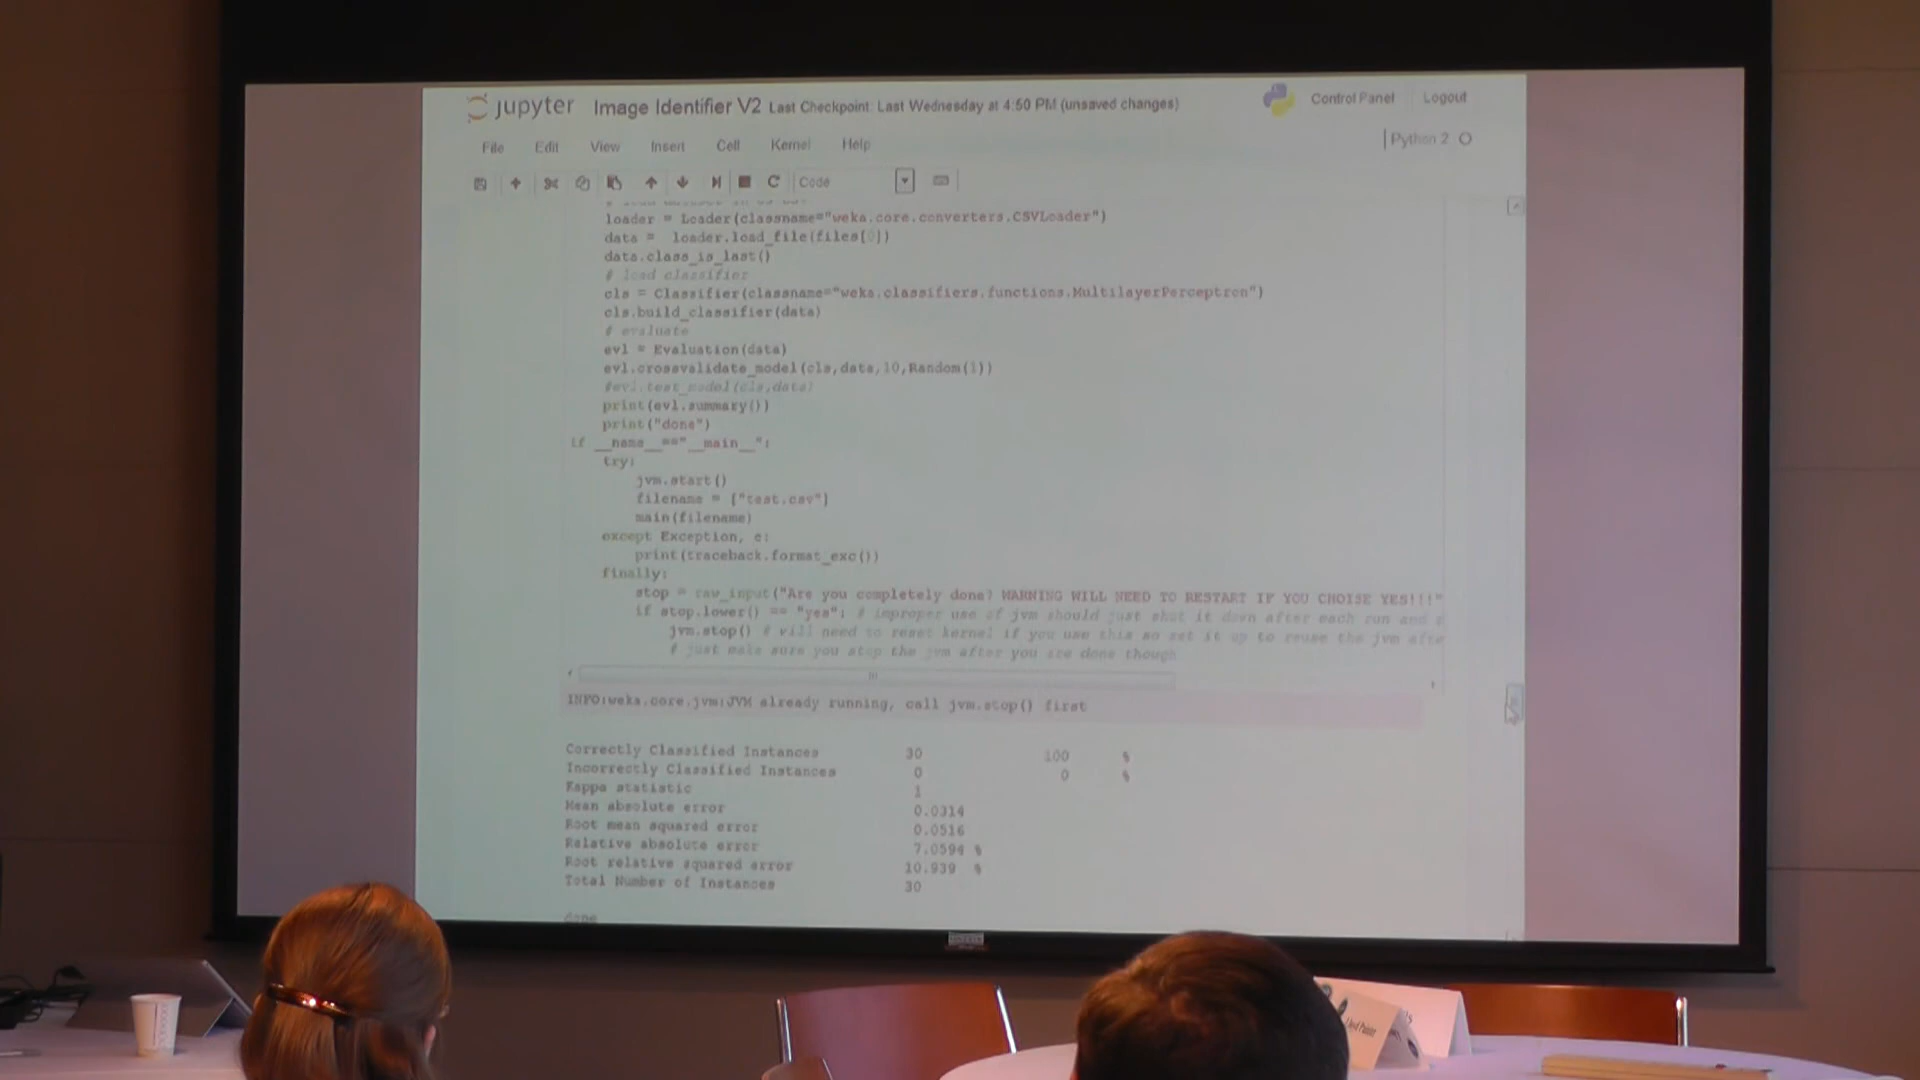 jupyter Image Identifier V2 Last Checkpoint: Last Wednesday at 4:50 PM (unsaved changes)
Control Panel Logout
File Edit View Insert Cell Kernel Help
Python 2
Code
loader = Loader(classname="weka.core.converters.CSVLoader")
data =  loader.load_file(files[0])
data.class_is_last()
# load classifier
cls = Classifier(classname="weka.classifiers.functions.MultilayerPerceptron")
cls.build_classifier(data)
# evaluate
evl = Evaluation(data)
evl.crossvalidate_model(cls,data,10,Random(1))
#evl.test_model(cls,data)
print(evl.summary())
print("done")
if __name__=="__main__":
try:
jvm.start()
filename = ["test.csv"]
main(filename)
except Exception, e:
print(traceback.format_exc())
finally:
stop = raw_input("Are you completely done? WARNING WILL NEED TO RESTART IF YOU CHOISE YES!!!"
if stop.lower() == "yes": # improper use of jvm should just shut it down after each run and
jvm.stop() # will need to reset kernel if you use this so set it up to reuse the jvm afte
# just make sure you stop the jvm after you are done though
INFO:weka.core.jvm:JVM already running, call jvm.stop() first
Correctly Classified Instances 30 100 %
Incorrectly Classified Instances 0 0 %
Kappa statistic 1
Mean absolute error 0.0314
Root mean squared error 0.0516
Relative absolute error 7.0594 %
Root relative squared error 10.939 %
Total Number of Instances 30
done